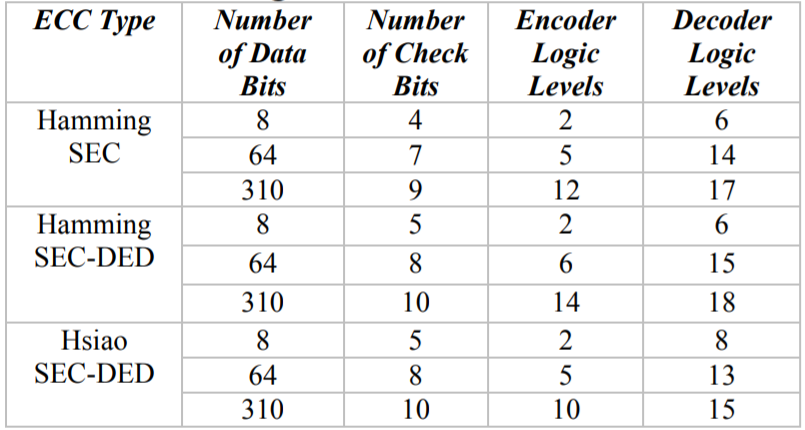 ECC Type Number of Data Bits Number of Check Bits Encoder Logic Levels Decoder Logic Levels
Hamming SEC 8 4 2 6
64 7 5 14
310 9 12 17
Hamming SEC-DED 8 5 2 6
64 8 6 15
310 10 14 18
Hsiao SEC-DED 8 5 2 8
64 8 5 13
310 10 10 15